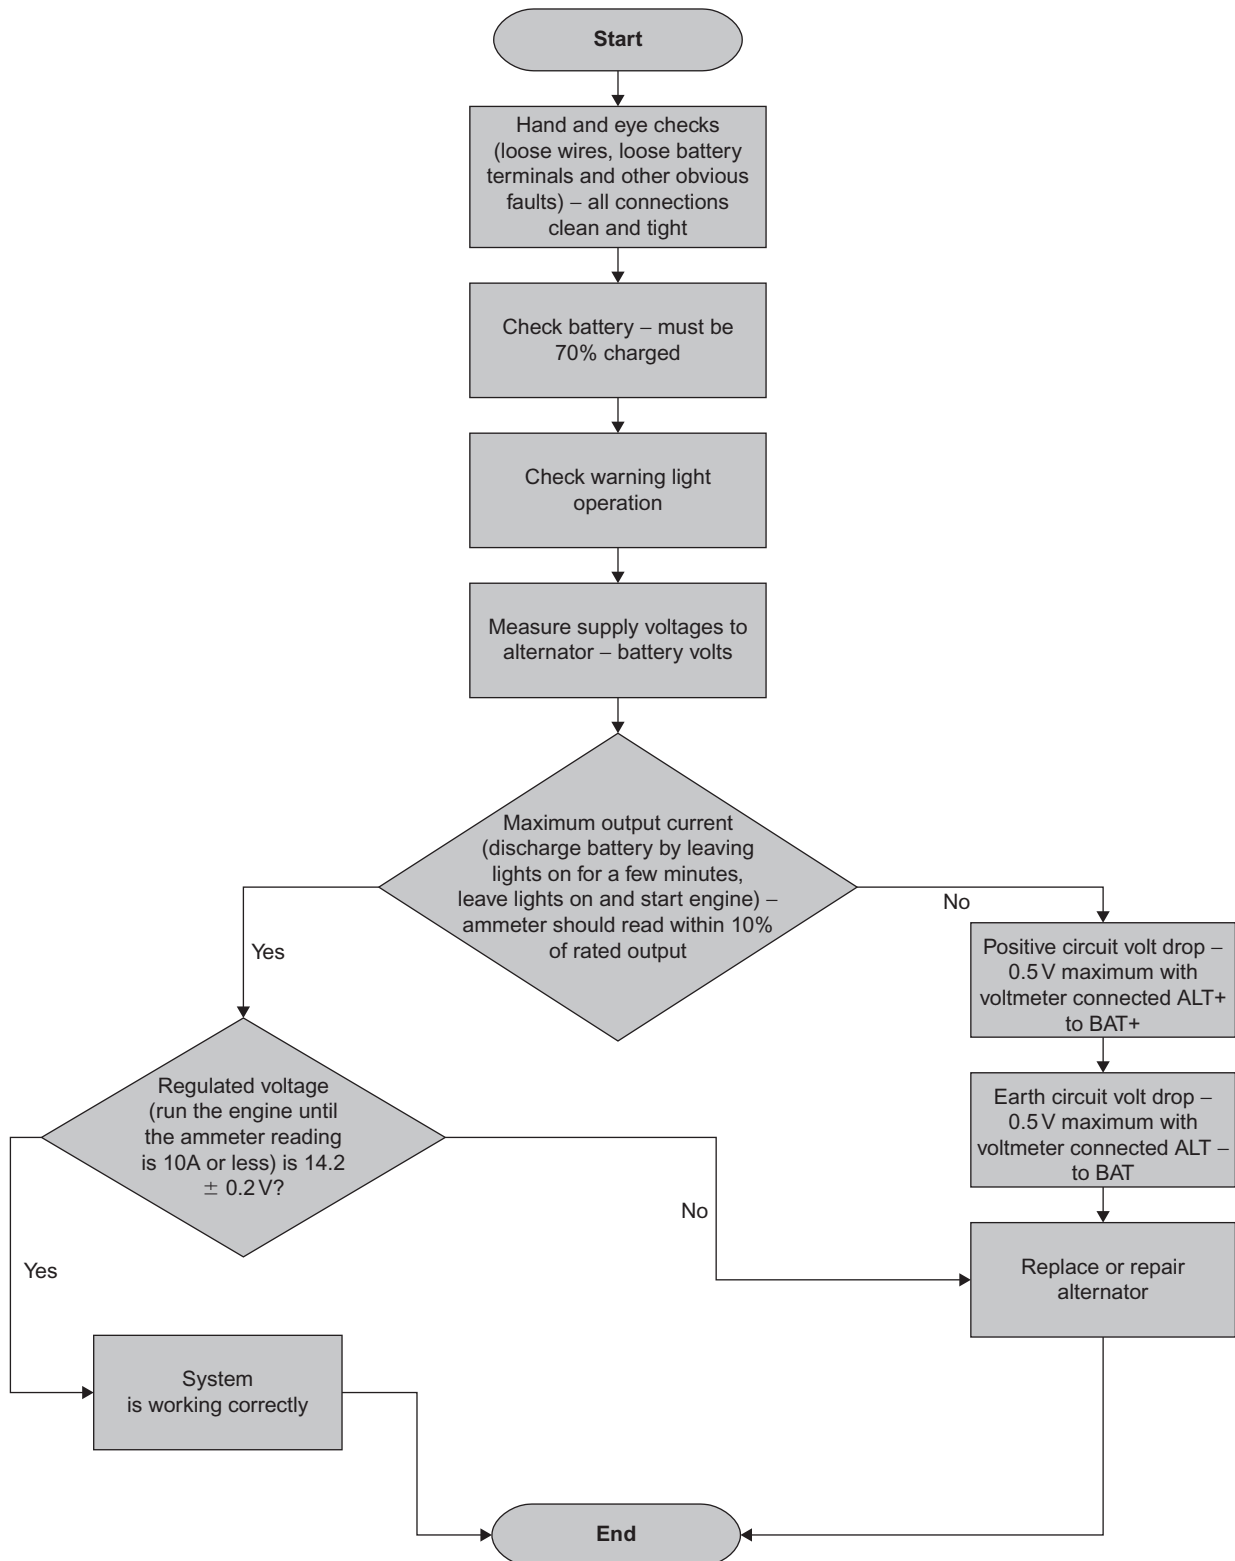 Start
Hand and eye checks
(loose wires, loose battery
terminals and other obvious
faults) – all connections
clean and tight
Check battery – must be
70% charged
Check warning light
operation
Measure supply voltages to
alternator – battery volts
Maximum output current
(discharge battery by leaving
lights on for a few minutes,
leave lights on and start engine) –
ammeter should read within 10%
of rated output
Yes
No
Positive circuit volt drop –
0.5 V maximum with
voltmeter connected ALT+
to BAT+
Regulated voltage
(run the engine until
the ammeter reading
is 10A or less) is 14.2
± 0.2 V?
Earth circuit volt drop –
0.5 V maximum with
voltmeter connected ALT –
to BAT
No
Yes
Replace or repair
alternator
System
is working correctly
End